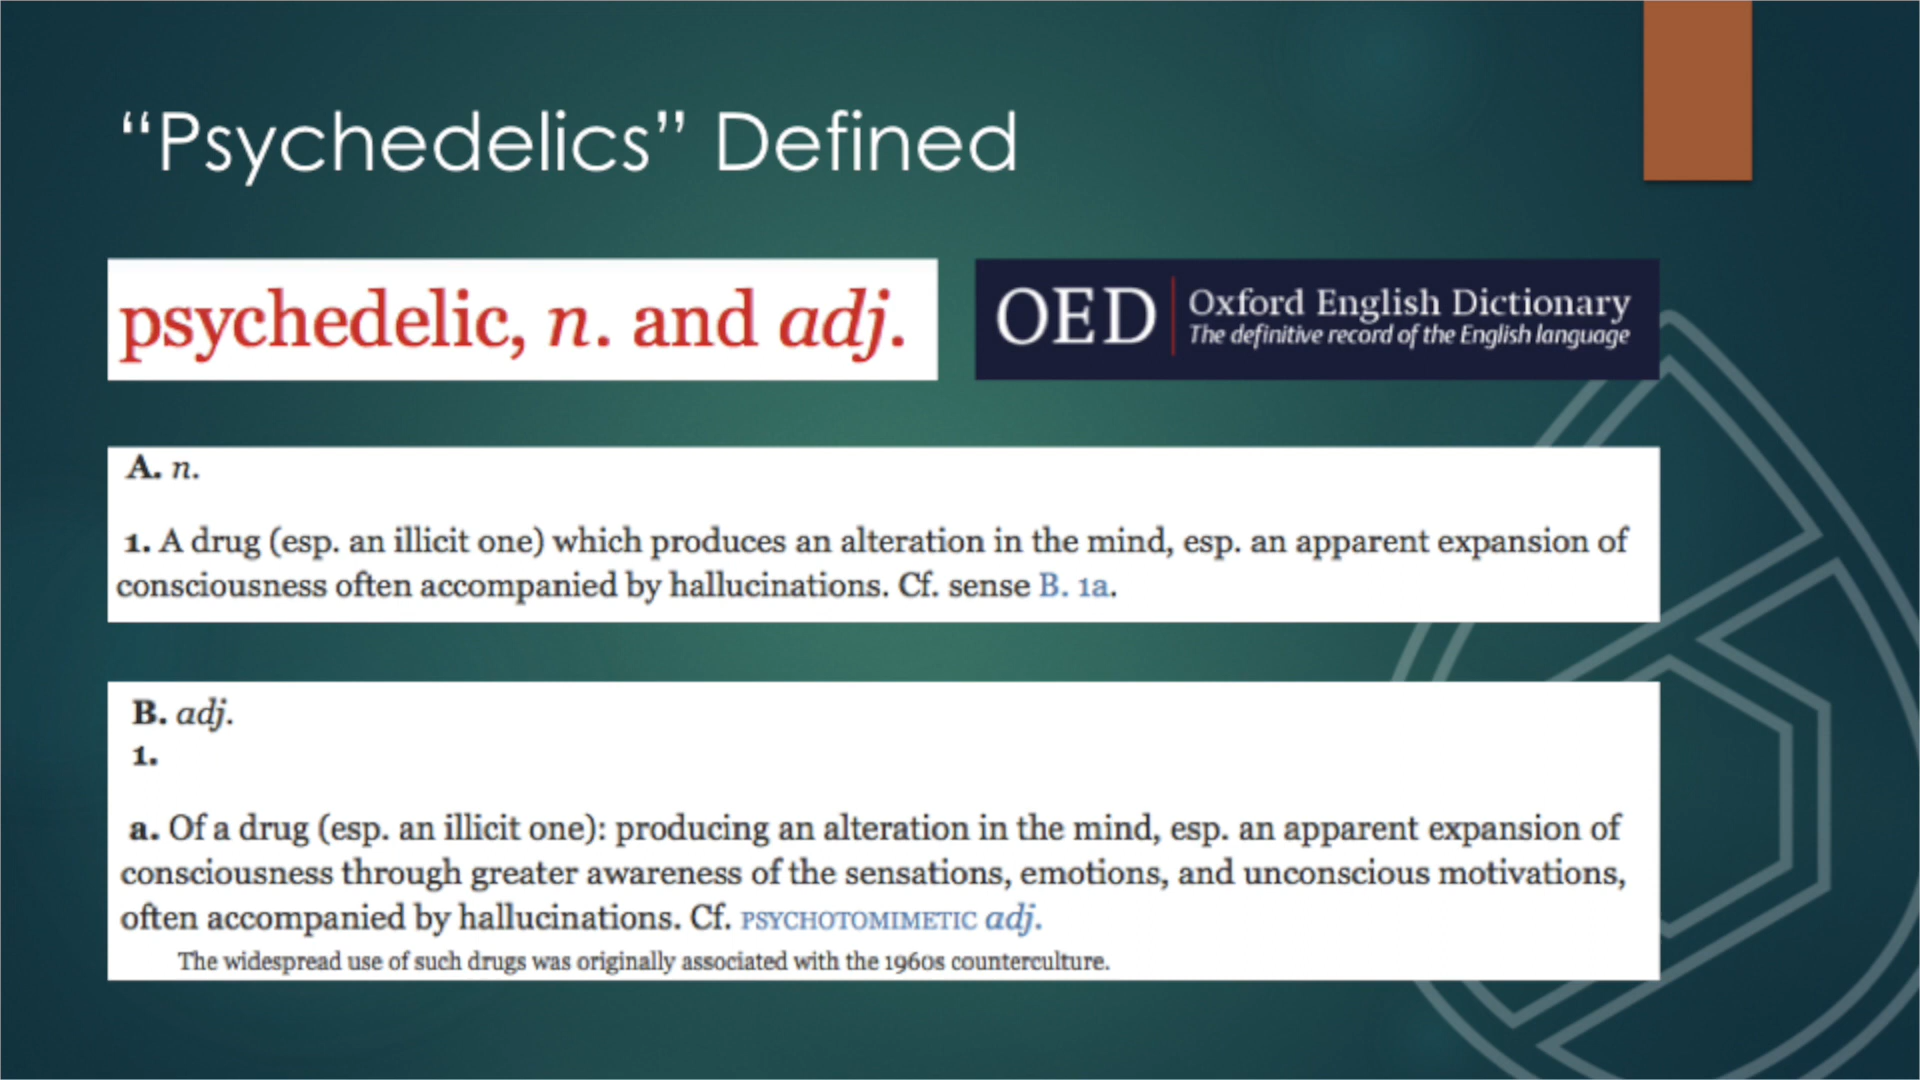 “Psychedelics” Defined
psychedelic, n. and adj.
OED
Oxford English Dictionary
The definitive record of the English language
A. n.
1. A drug (esp. an illicit one) which produces an alteration in the mind, esp. an apparent expansion of
consciousness often accompanied by hallucinations. Cf. sense B. 1a.
B. adj.
1.
a. Of a drug (esp. an illicit one): producing an alteration in the mind, esp. an apparent expansion of
consciousness through greater awareness of the sensations, emotions, and unconscious motivations,
often accompanied by hallucinations. Cf. PSYCHOTOMIMETIC adj.
The widespread use of such drugs was originally associated with the 1960s counterculture.